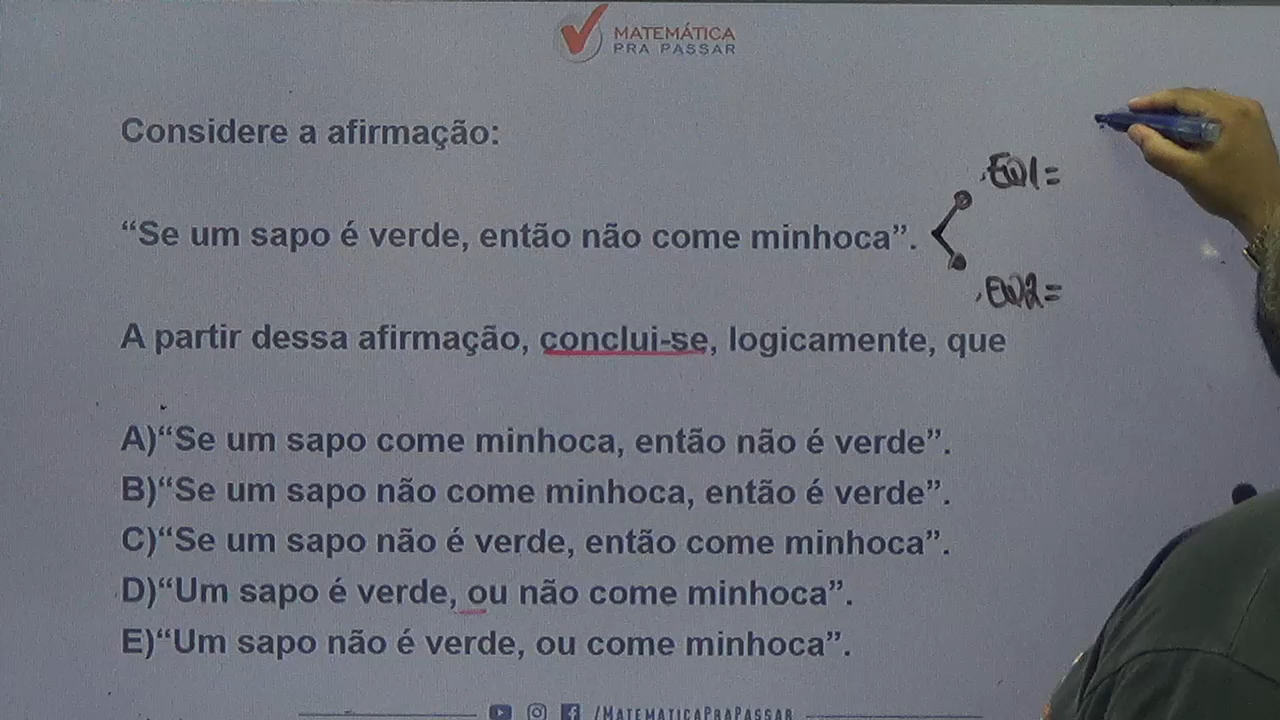 MATEMÁTICA
PRA PASSAR
Considere a afirmação:
EQ1=
“Se um sapo é verde, então não come minhoca”.
EQ2=
A partir dessa afirmação, conclui-se, logicamente, que
A)“Se um sapo come minhoca, então não é verde”.
B)“Se um sapo não come minhoca, então é verde”.
C)“Se um sapo não é verde, então come minhoca”.
D)“Um sapo é verde, ou não come minhoca”.
E)“Um sapo não é verde, ou come minhoca”.
/MATEMATICAPRAPASSAR